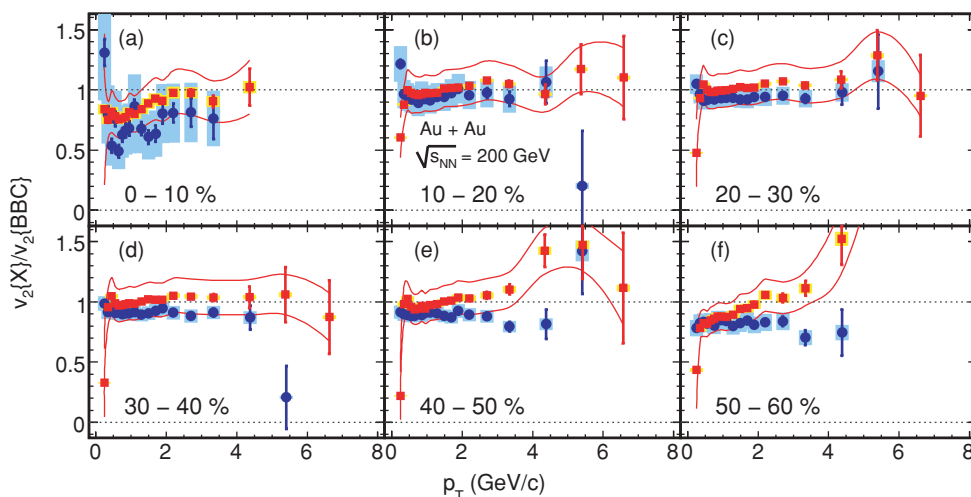 v₂{X}/v₂{BBC}
1.5
1
0.5
0
(a)
0 – 10 %
(b)
Au + Au
√s_NN = 200 GeV
10 – 20 %
(c)
20 – 30 %
1.5
1
0.5
0
(d)
30 – 40 %
(e)
40 – 50 %
(f)
50 – 60 %
0 2 4 6 8 0 2 4 6 8 0 2 4 6 8
p_T (GeV/c)